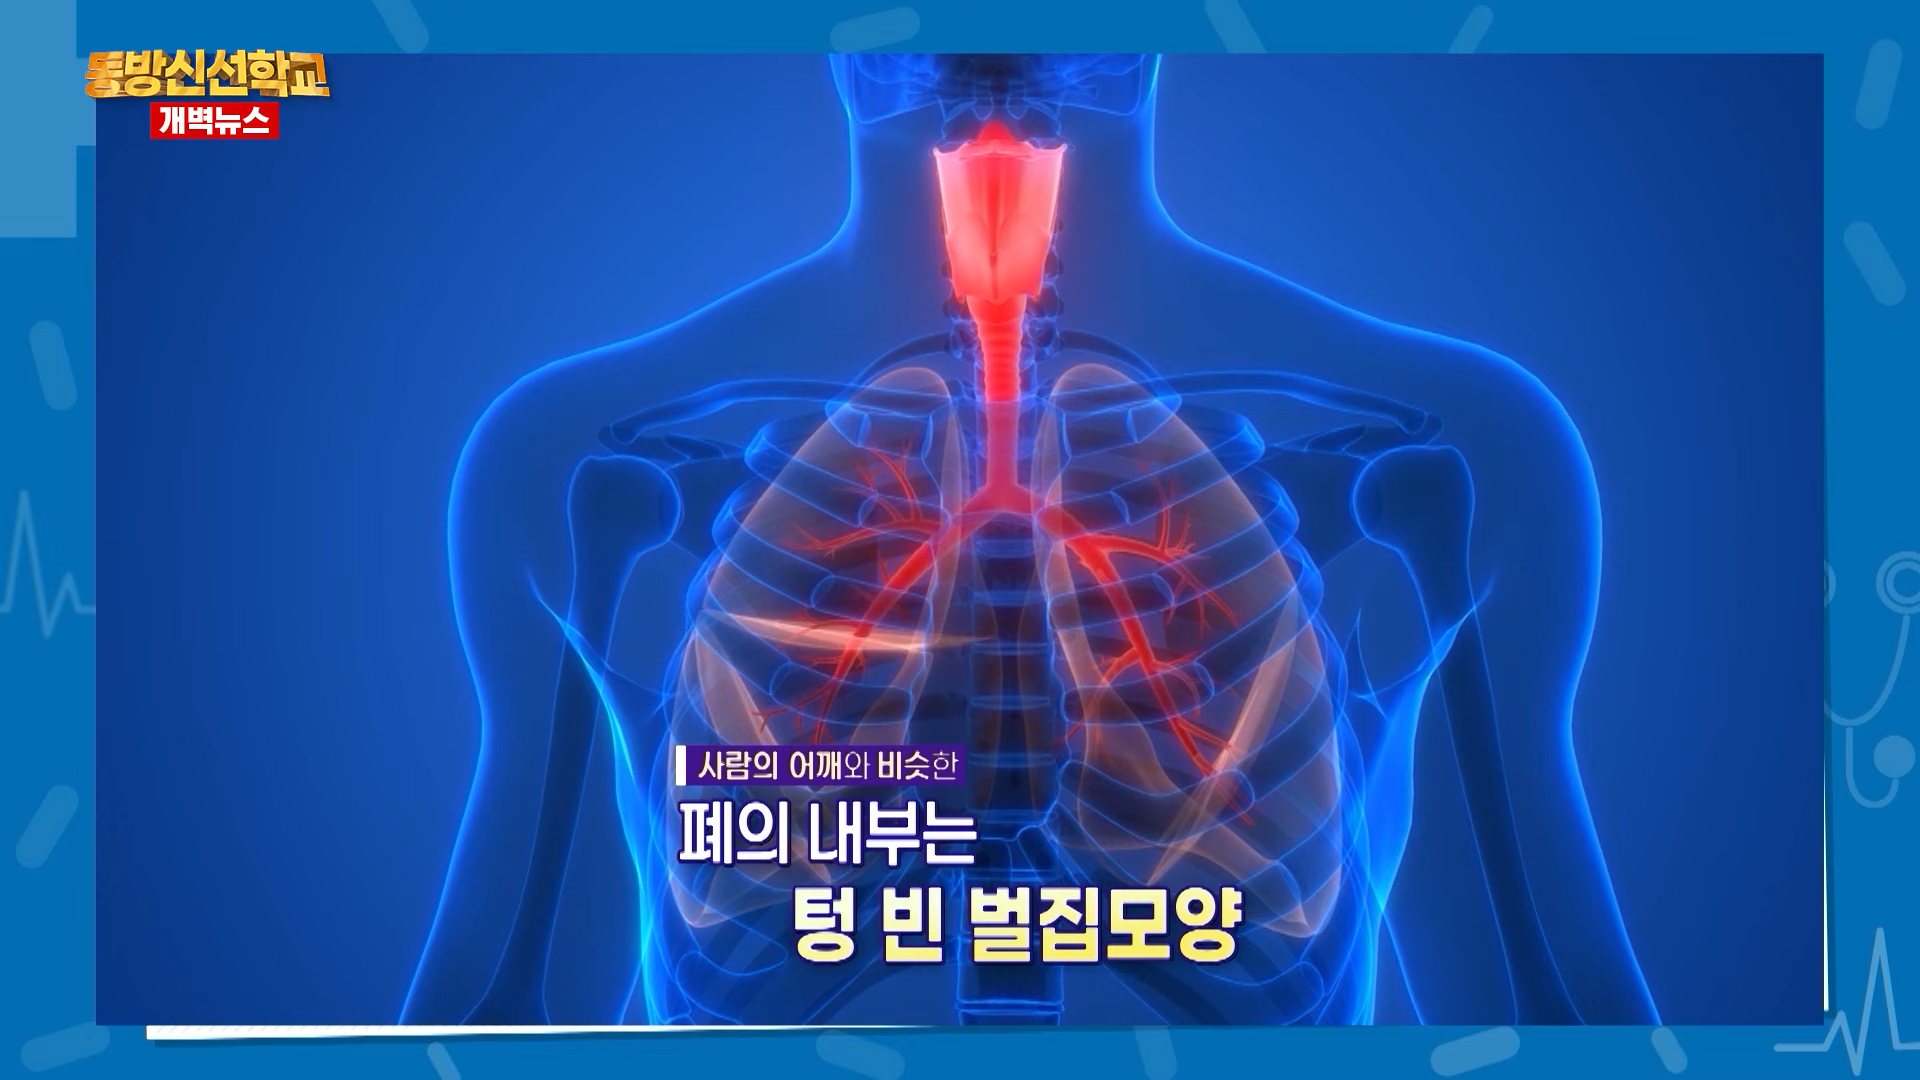 동방신선학교
개벽뉴스
사람의 어깨와 비슷한
폐의 내부는
텅 빈 벌집모양